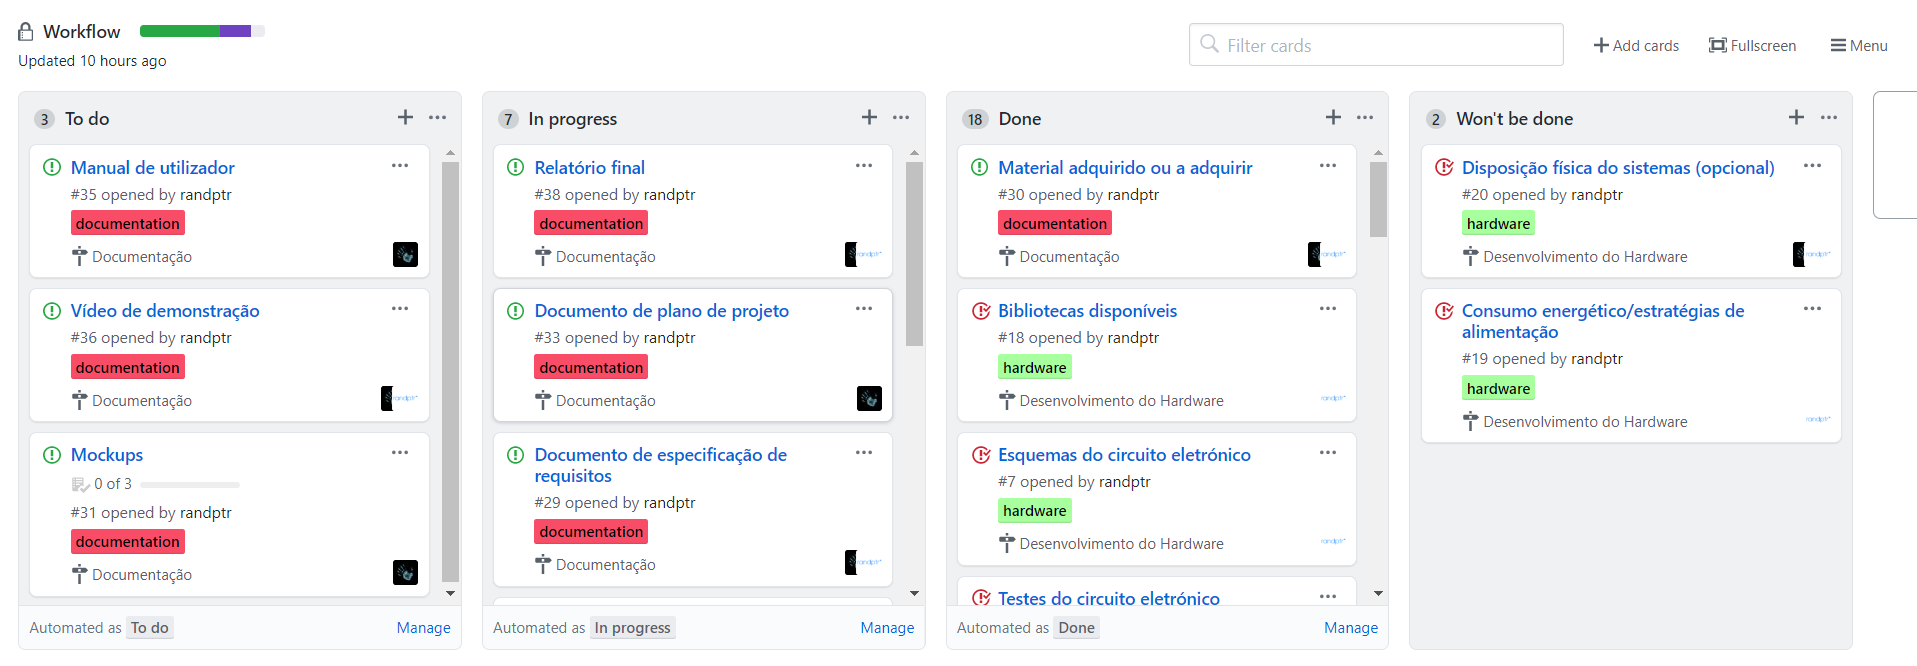 Workflow
Updated 10 hours ago
Filter cards
Add cards
Fullscreen
Menu
3 To do
Manual de utilizador
#35 opened by randptr
documentation
Documentação
Vídeo de demonstração
#36 opened by randptr
documentation
Documentação
randptr*
Mockups
0 of 3
#31 opened by randptr
documentation
Documentação
Automated as To do
Manage
7 In progress
Relatório final
#38 opened by randptr
documentation
Documentação
randptr*
Documento de plano de projeto
#33 opened by randptr
documentation
Documentação
Documento de especificação de
requisitos
#29 opened by randptr
documentation
Documentação
randptr*
Automated as In progress
Manage
18 Done
Material adquirido ou a adquirir
#30 opened by randptr
documentation
Documentação
randptr*
Bibliotecas disponíveis
#18 opened by randptr
hardware
Desenvolvimento do Hardware
randptr*
Esquemas do circuito eletrónico
#7 opened by randptr
hardware
Desenvolvimento do Hardware
randptr*
Testes do circuito eletrónico
Automated as Done
Manage
2 Won't be done
Disposição física do sistemas (opcional)
#20 opened by randptr
hardware
Desenvolvimento do Hardware
randptr*
Consumo energético/estratégias de
alimentação
#19 opened by randptr
hardware
Desenvolvimento do Hardware
randptr*